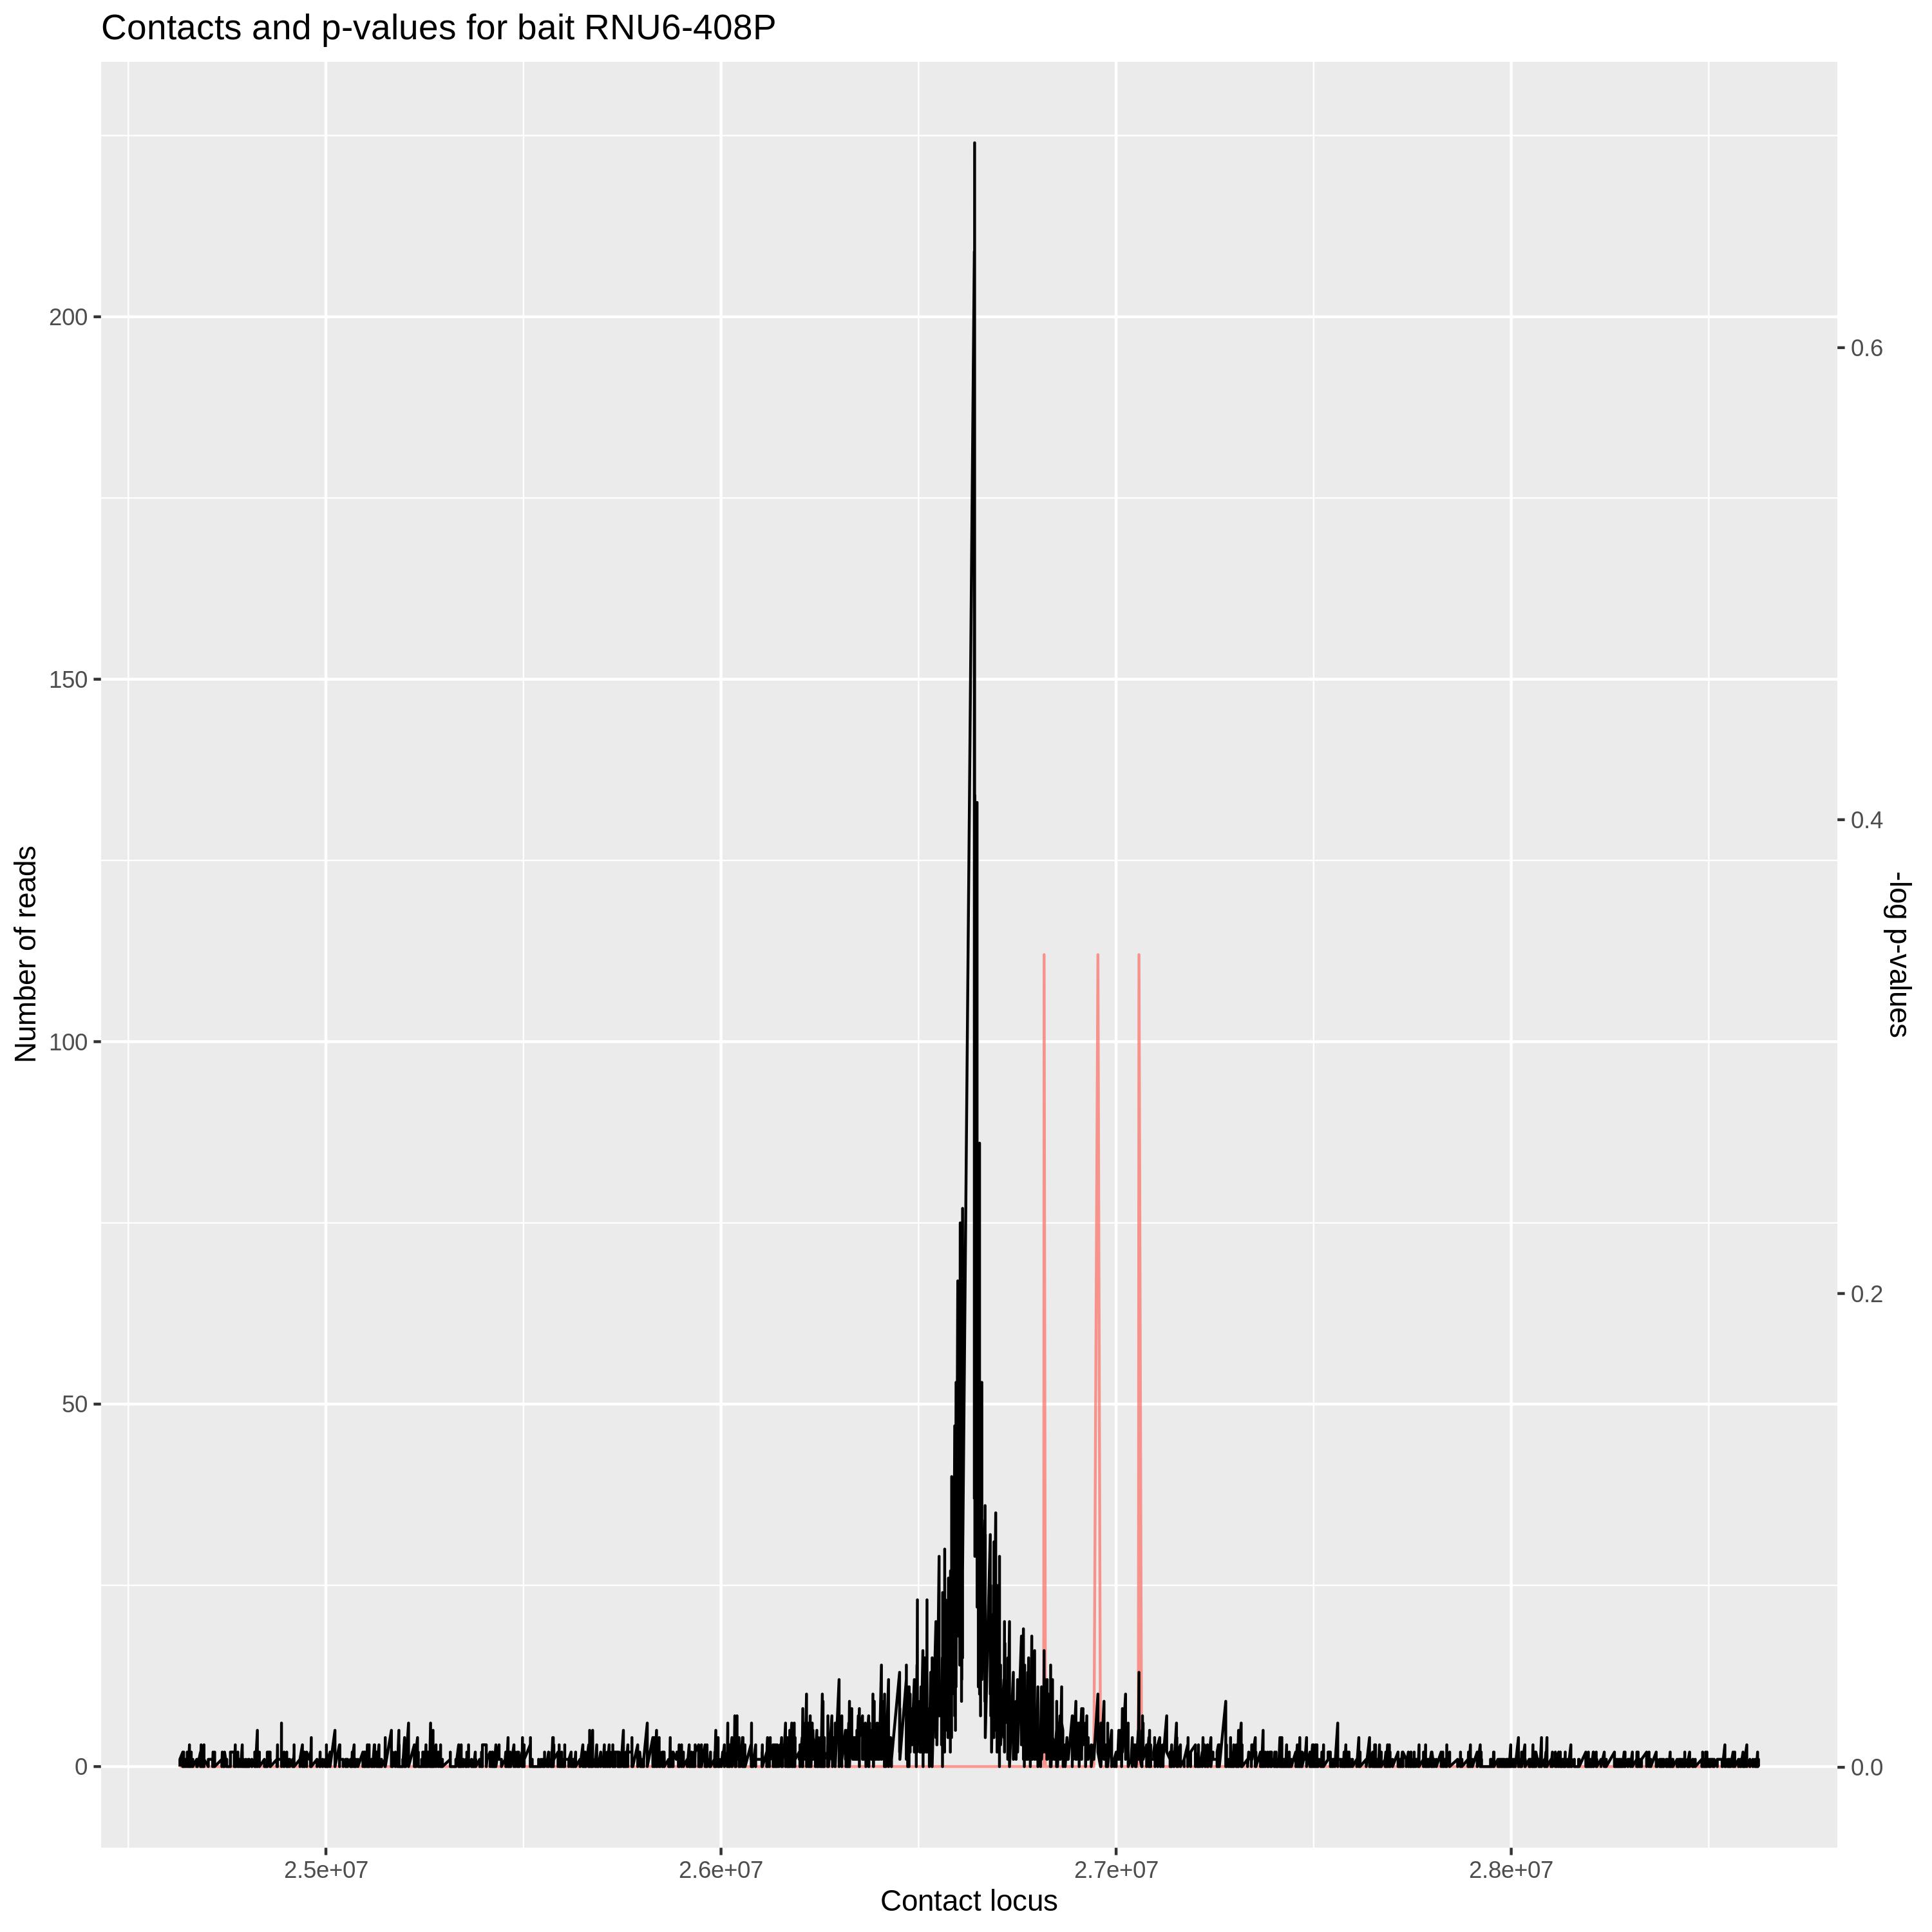 Contacts and p-values for bait RNU6-408P
200
150
100
50
0
Number of reads
0.6
0.4
0.2
0.0
-log p-values
2.5e+07 2.6e+07 2.7e+07 2.8e+07
Contact locus